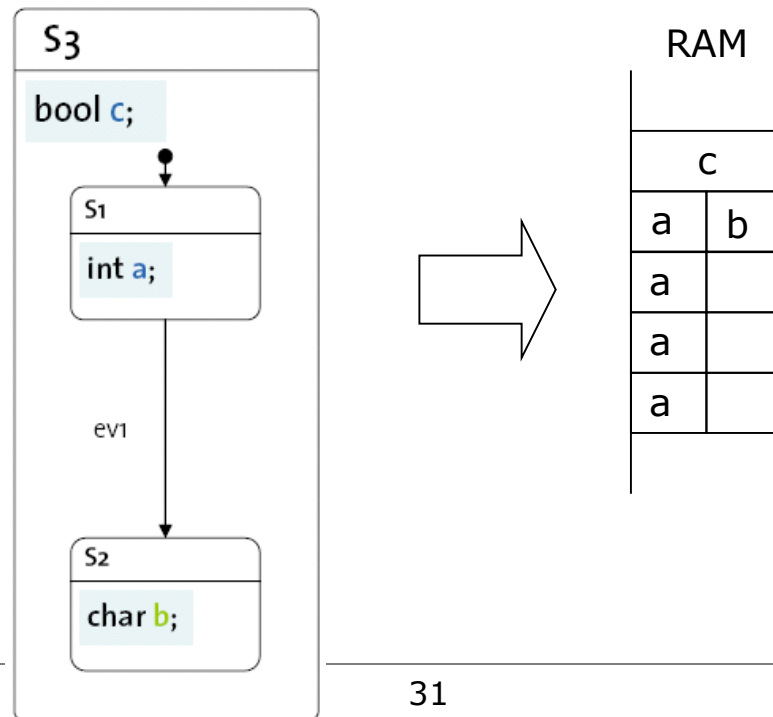 S3
bool c;
S1
int a;
ev1
S2
char b;
RAM
c
a b
a
a
a
31